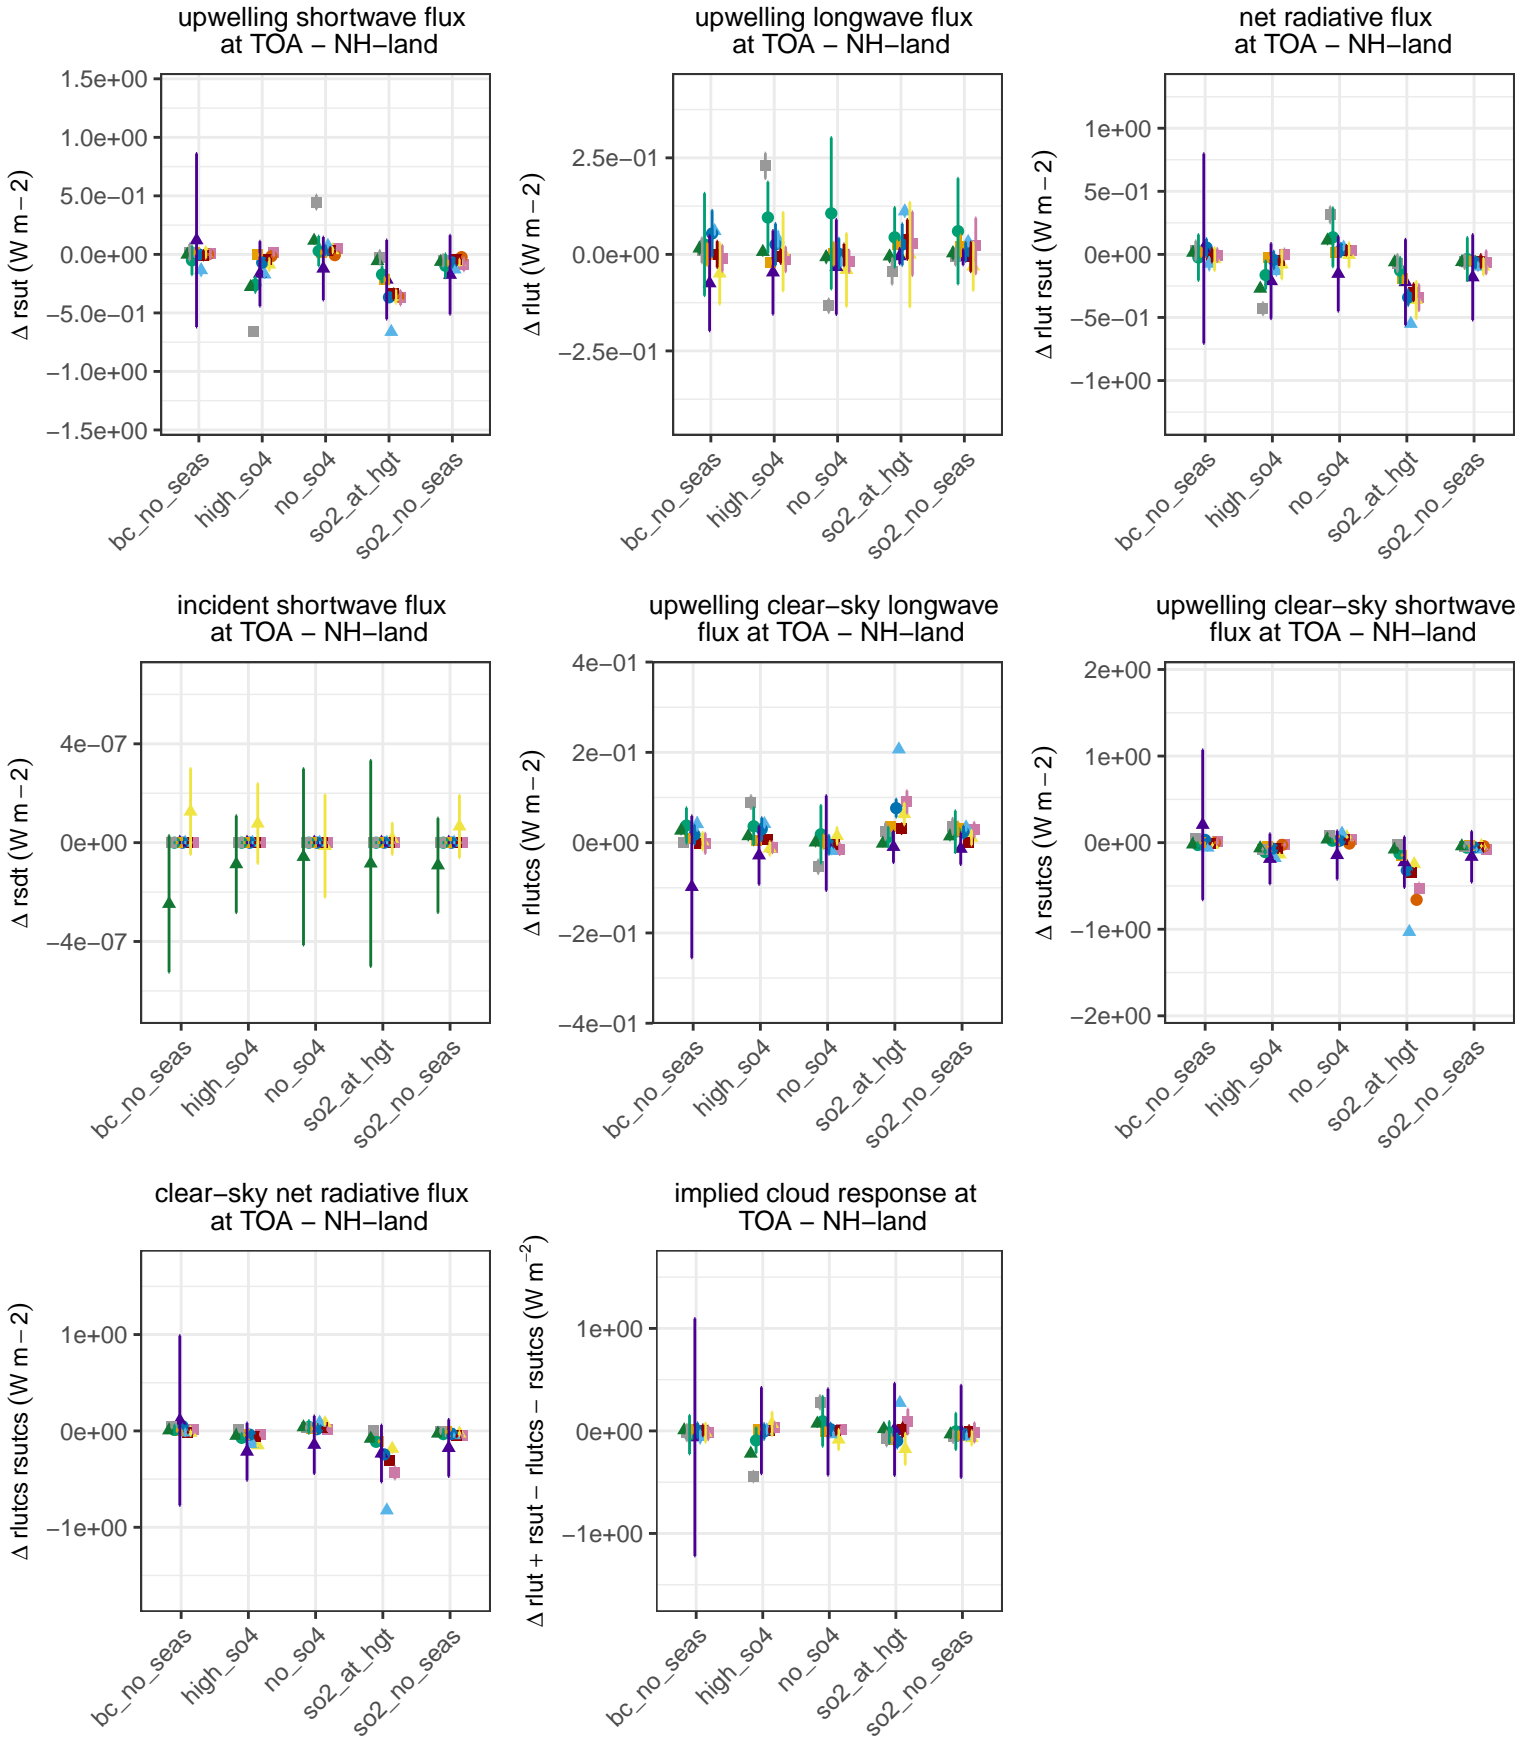 upwelling shortwave flux
at TOA − NH−land
Δ rsut (W m − 2)
1.5e+00
1.0e+00
5.0e−01
0.0e+00
−5.0e−01
−1.0e+00
−1.5e+00
bc_no_seas
high_so4
no_so4
so2_at_hgt
so2_no_seas
upwelling longwave flux
at TOA − NH−land
Δ rlut (W m − 2)
2.5e−01
0.0e+00
−2.5e−01
bc_no_seas
high_so4
no_so4
so2_at_hgt
so2_no_seas
net radiative flux
at TOA − NH−land
Δ rlut rsut (W m − 2)
1e+00
5e−01
0e+00
−5e−01
−1e+00
bc_no_seas
high_so4
no_so4
so2_at_hgt
so2_no_seas
incident shortwave flux
at TOA − NH−land
Δ rsdt (W m − 2)
4e−07
0e+00
−4e−07
bc_no_seas
high_so4
no_so4
so2_at_hgt
so2_no_seas
upwelling clear−sky longwave
flux at TOA − NH−land
Δ rlutcs (W m − 2)
4e−01
2e−01
0e+00
−2e−01
−4e−01
bc_no_seas
high_so4
no_so4
so2_at_hgt
so2_no_seas
upwelling clear−sky shortwave
flux at TOA − NH−land
Δ rsutcs (W m − 2)
2e+00
1e+00
0e+00
−1e+00
−2e+00
bc_no_seas
high_so4
no_so4
so2_at_hgt
so2_no_seas
clear−sky net radiative flux
at TOA − NH−land
Δ rlutcs rsutcs (W m − 2)
1e+00
0e+00
−1e+00
bc_no_seas
high_so4
no_so4
so2_at_hgt
so2_no_seas
implied cloud response at
TOA − NH−land
Δ rlut + rsut − rlutcs − rsutcs (W m⁻²)
1e+00
0e+00
−1e+00
bc_no_seas
high_so4
no_so4
so2_at_hgt
so2_no_seas